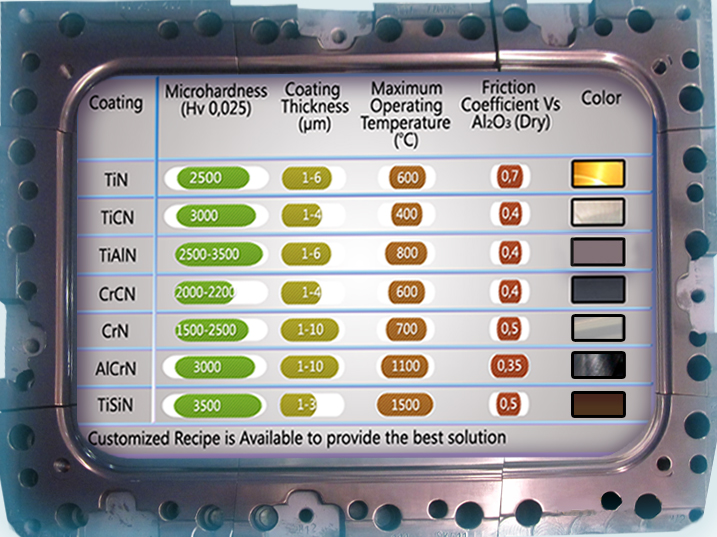 Coating Microhardness (Hv 0,025) Coating Thickness (µm) Maximum Operating Temperature (°C) Friction Coefficient Vs Al₂O₃ (Dry) Color
TiN 2500 1-6 600 0,7
TiCN 3000 1-4 400 0,4
TiAlN 2500-3500 1-6 800 0,4
CrCN 2000-2200 1-4 600 0,4
CrN 1500-2500 1-10 700 0,5
AlCrN 3000 1-10 1100 0,35
TiSiN 3500 1-3 1500 0,5
Customized Recipe is Available to provide the best solution